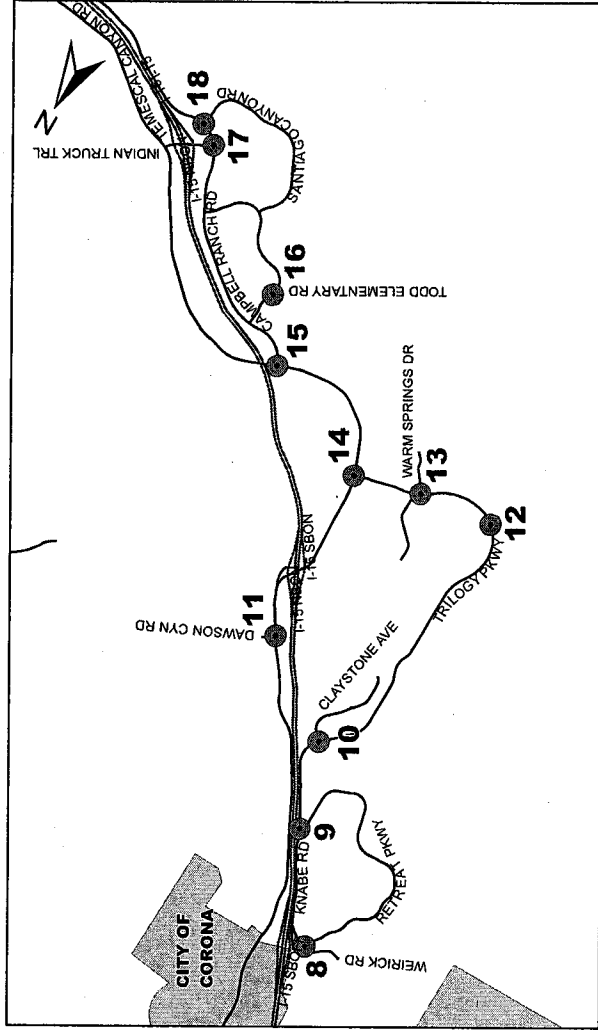 TEMESCAL CANYON RD
I-15
N
INDIAN TRUCK TRL
18
17
SANTIAGO CANYON RD
CAMPBELL RANCH RD
16
TODD ELEMENTARY RD
15
14
WARM SPRINGS DR
13
12
TRILOGY PKWY
I-15 SBON
DAWSON CYN RD
11
CLAYSTONE AVE
10
9
KNABE RD
RETREAT PKWY
CITY OF
CORONA
8
WEIRICK RD